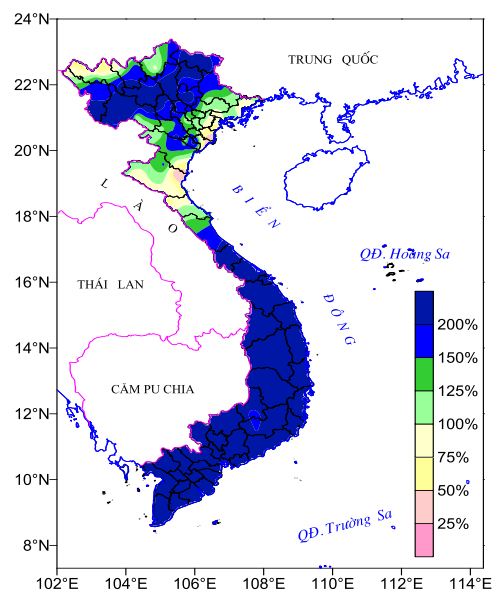 24°N
22°N
20°N
18°N
16°N
14°N
12°N
10°N
8°N
TRUNG QUỐC
LÀO
BIỂN
ĐÔNG
QĐ. Hoàng Sa
THÁI LAN
CĂM PU CHIA
QĐ. Trường Sa
200%
150%
125%
100%
75%
50%
25%
102°E 104°E 106°E 108°E 110°E 112°E 114°E